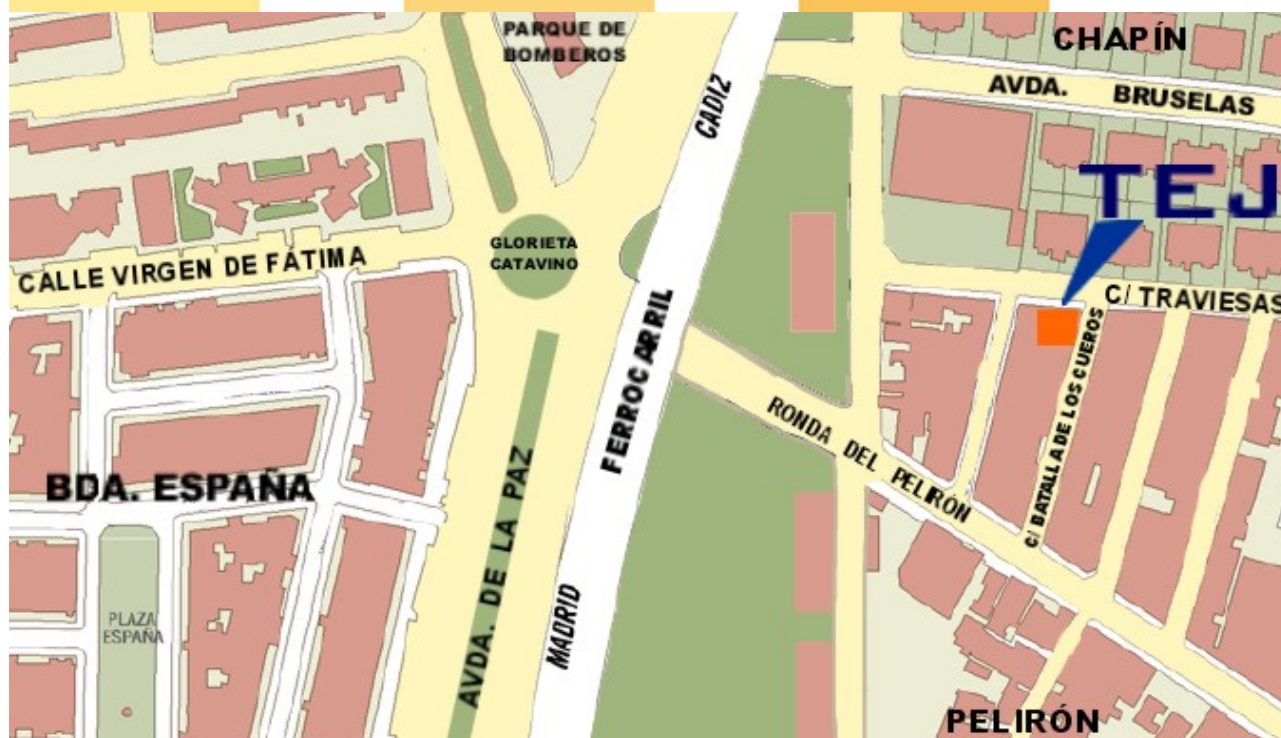 PARQUE DE
BOMBEROS
CHAPÍN
CADIZ
AVDA. BRUSELAS
TEJ
GLORIETA
CATAVINO
CALLE VIRGEN DE FÁTIMA
C/ TRAVIESAS
FERROCARRIL
C/ BATALLA DE LOS CUEROS
RONDA DEL PELIRÓN
BDA. ESPAÑA
AVDA. DE LA PAZ
MADRID
PLAZA
ESPAÑA
PELIRÓN